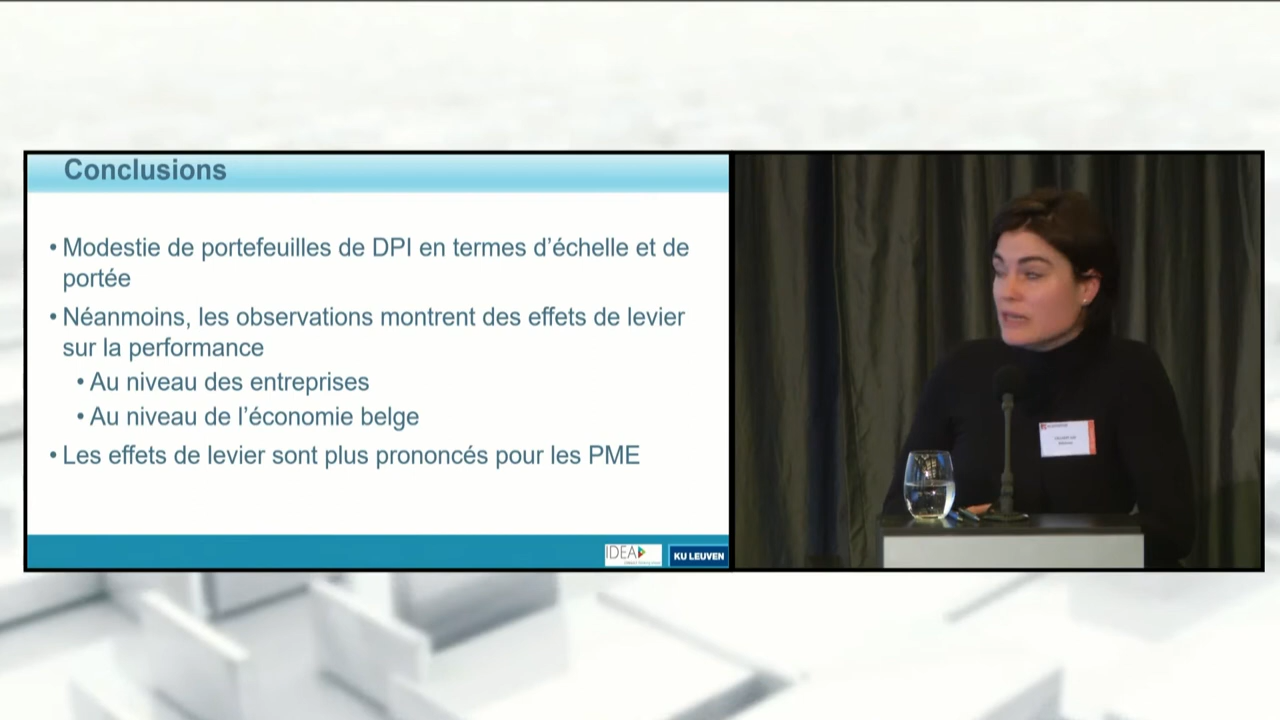 Conclusions
• Modestie de portefeuilles de DPI en termes d’échelle et de
portée
• Néanmoins, les observations montrent des effets de levier
sur la performance
• Au niveau des entreprises
• Au niveau de l’économie belge
• Les effets de levier sont plus prononcés pour les PME
IDEA
KU LEUVEN